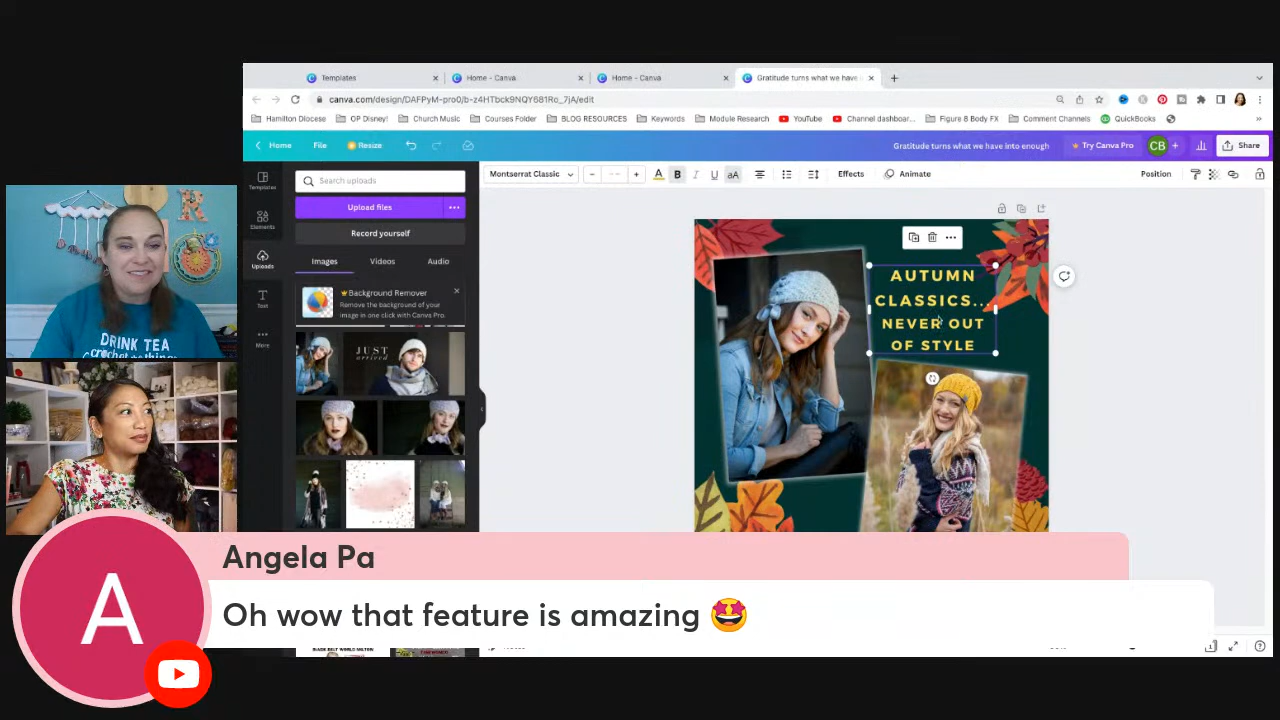 Templates
Home - Canva
Home - Canva
Gratitude turns what we have
canva.com/design/DAFPyM-pro0/b-z4HTbck9NQY681Ro_7jA/edit
Hamilton Diocese
OP Disney!
Church Music
Courses Folder
BLOG RESOURCES
Keywords
Module Research
YouTube
Channel dashboar...
Figure 8 Body FX
Comment Channels
QuickBooks
Home
File
Resize
Gratitude turns what we have into enough
Try Canva Pro
CB
Share
Templates
Elements
Uploads
Text
More
Search uploads
Upload files
Record yourself
Images
Videos
Audio
Background Remover
Remove the background of your
image in one click with Canva Pro.
JUST
arrived
Montserrat Classic
A
B
I
U
aA
Effects
Animate
Position
AUTUMN
CLASSICS...
NEVER OUT
OF STYLE
R
DRINK TEA
crochet
things
A
Angela Pa
Oh wow that feature is amazing 🤩